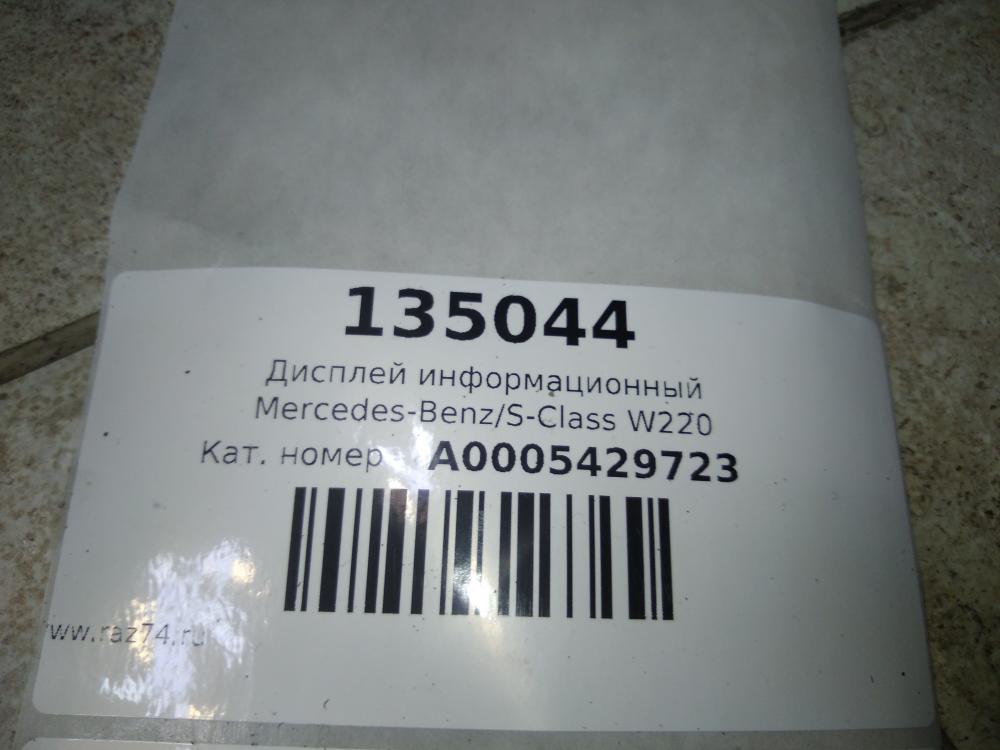 135044
Дисплей информационный
Mercedes-Benz/S-Class W220
Кат. номер A0005429723
www.raz74.ru